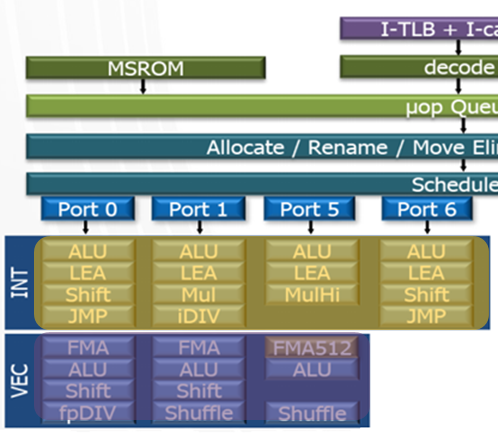 I-TLB + I-ca
MSROM
decode
μop Queu
Allocate / Rename / Move Eli
Schedule
Port 0 Port 1 Port 5 Port 6
INT
ALU ALU ALU ALU
LEA LEA LEA LEA
Shift Mul MulHi Shift
JMP iDIV JMP
VEC
FMA FMA FMA512
ALU ALU ALU
Shift Shift
fpDIV Shuffle Shuffle